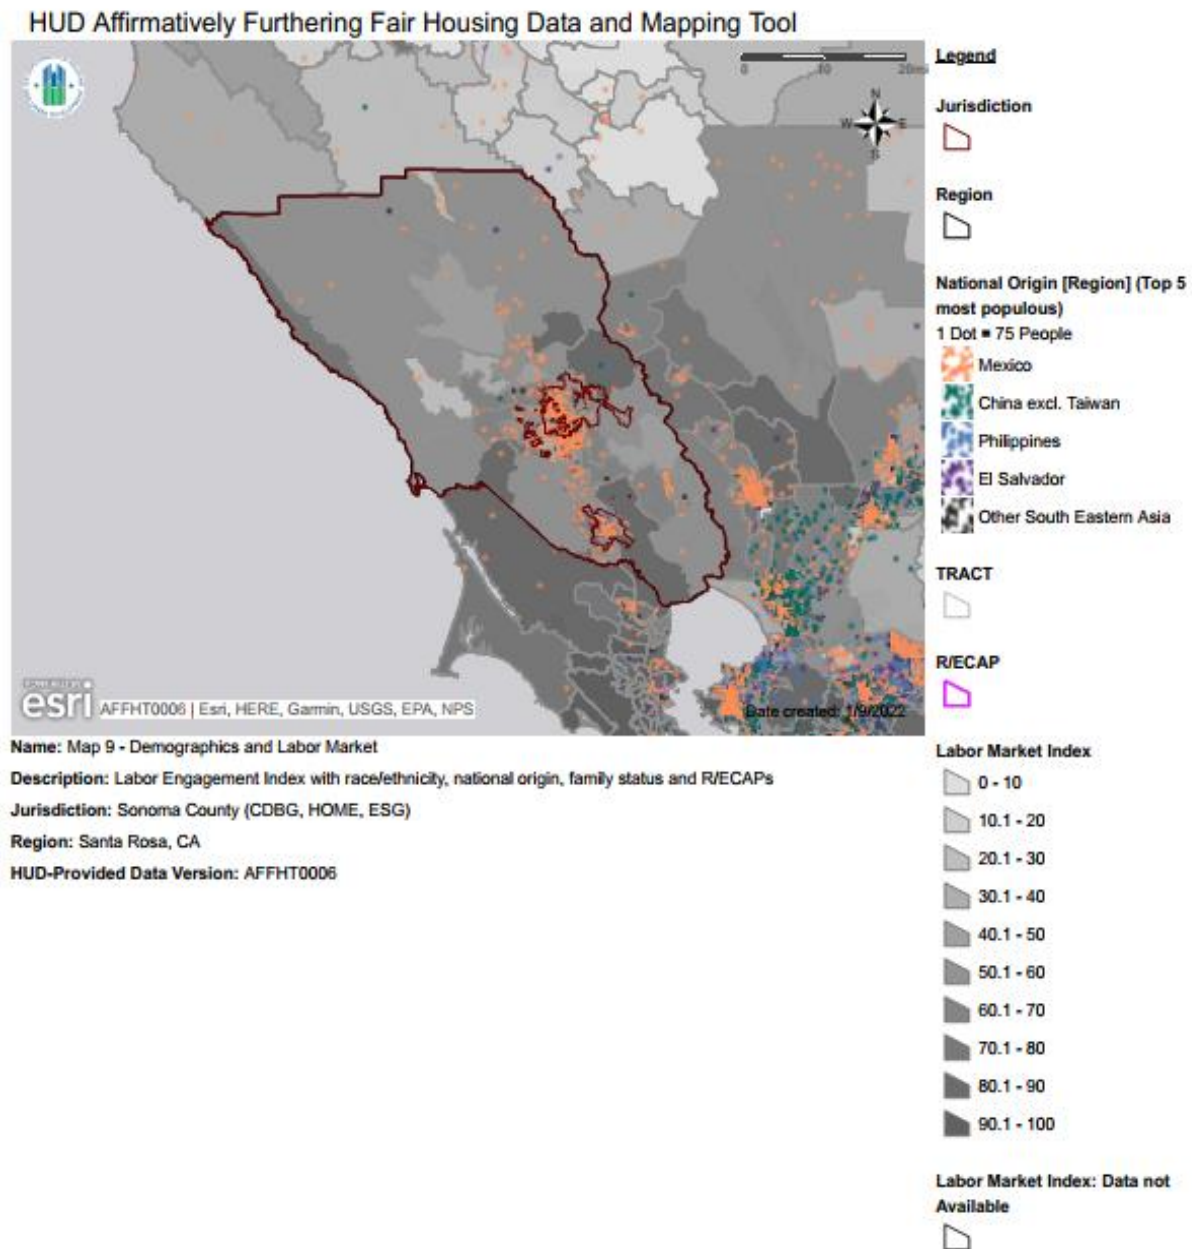 HUD Affirmatively Furthering Fair Housing Data and Mapping Tool
0 10 20mi
N
W E
S
esri
AFFHT0006 | Esri, HERE, Garmin, USGS, EPA, NPS
Date created: 1/9/2022
Name: Map 9 - Demographics and Labor Market
Description: Labor Engagement Index with race/ethnicity, national origin, family status and R/ECAPs
Jurisdiction: Sonoma County (CDBG, HOME, ESG)
Region: Santa Rosa, CA
HUD-Provided Data Version: AFFHT0006
Legend
Jurisdiction
Region
National Origin [Region] (Top 5
most populous)
1 Dot = 75 People
Mexico
China excl. Taiwan
Philippines
El Salvador
Other South Eastern Asia
TRACT
R/ECAP
Labor Market Index
0 - 10
10.1 - 20
20.1 - 30
30.1 - 40
40.1 - 50
50.1 - 60
60.1 - 70
70.1 - 80
80.1 - 90
90.1 - 100
Labor Market Index: Data not
Available